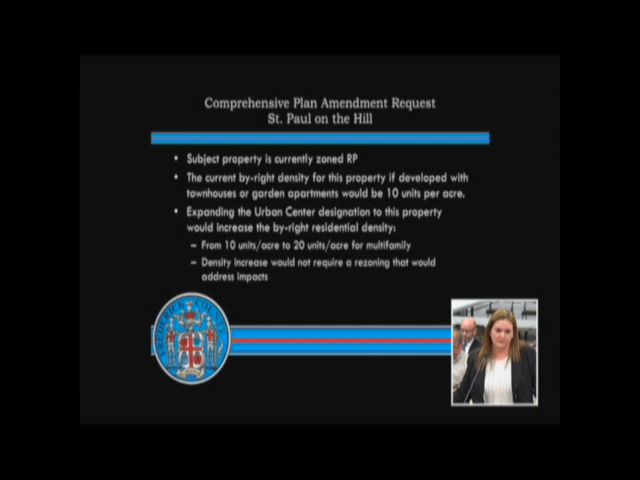 Comprehensive Plan Amendment Request
St. Paul on the Hill
• Subject property is currently zoned RP
• The current by-right density for this property if developed with
townhouses or garden apartments would be 10 units per acre.
• Expanding the Urban Center designation to this property
would increase the by-right residential density:
– From 10 units/acre to 20 units/acre for multifamily
– Density increase would not require a rezoning that would
address impacts
FREDERICK COUNTY